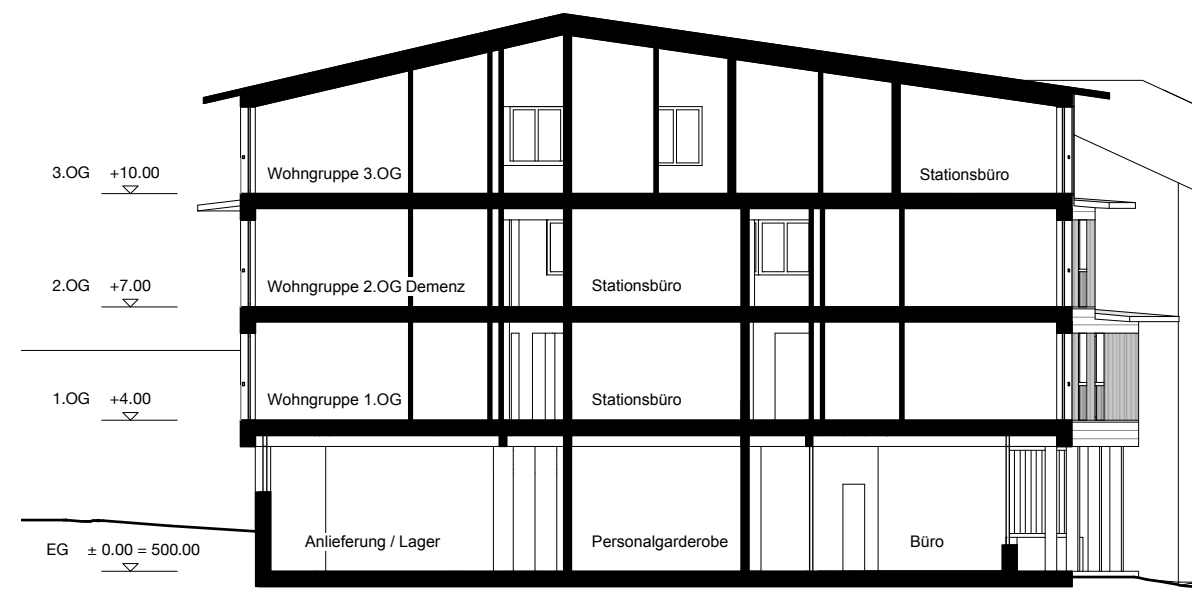 3.OG +10.00 Wohngruppe 3.OG Stationsbüro
2.OG +7.00 Wohngruppe 2.OG Demenz Stationsbüro
1.OG +4.00 Wohngruppe 1.OG Stationsbüro
EG ± 0.00 = 500.00 Anlieferung / Lager Personalgarderobe Büro